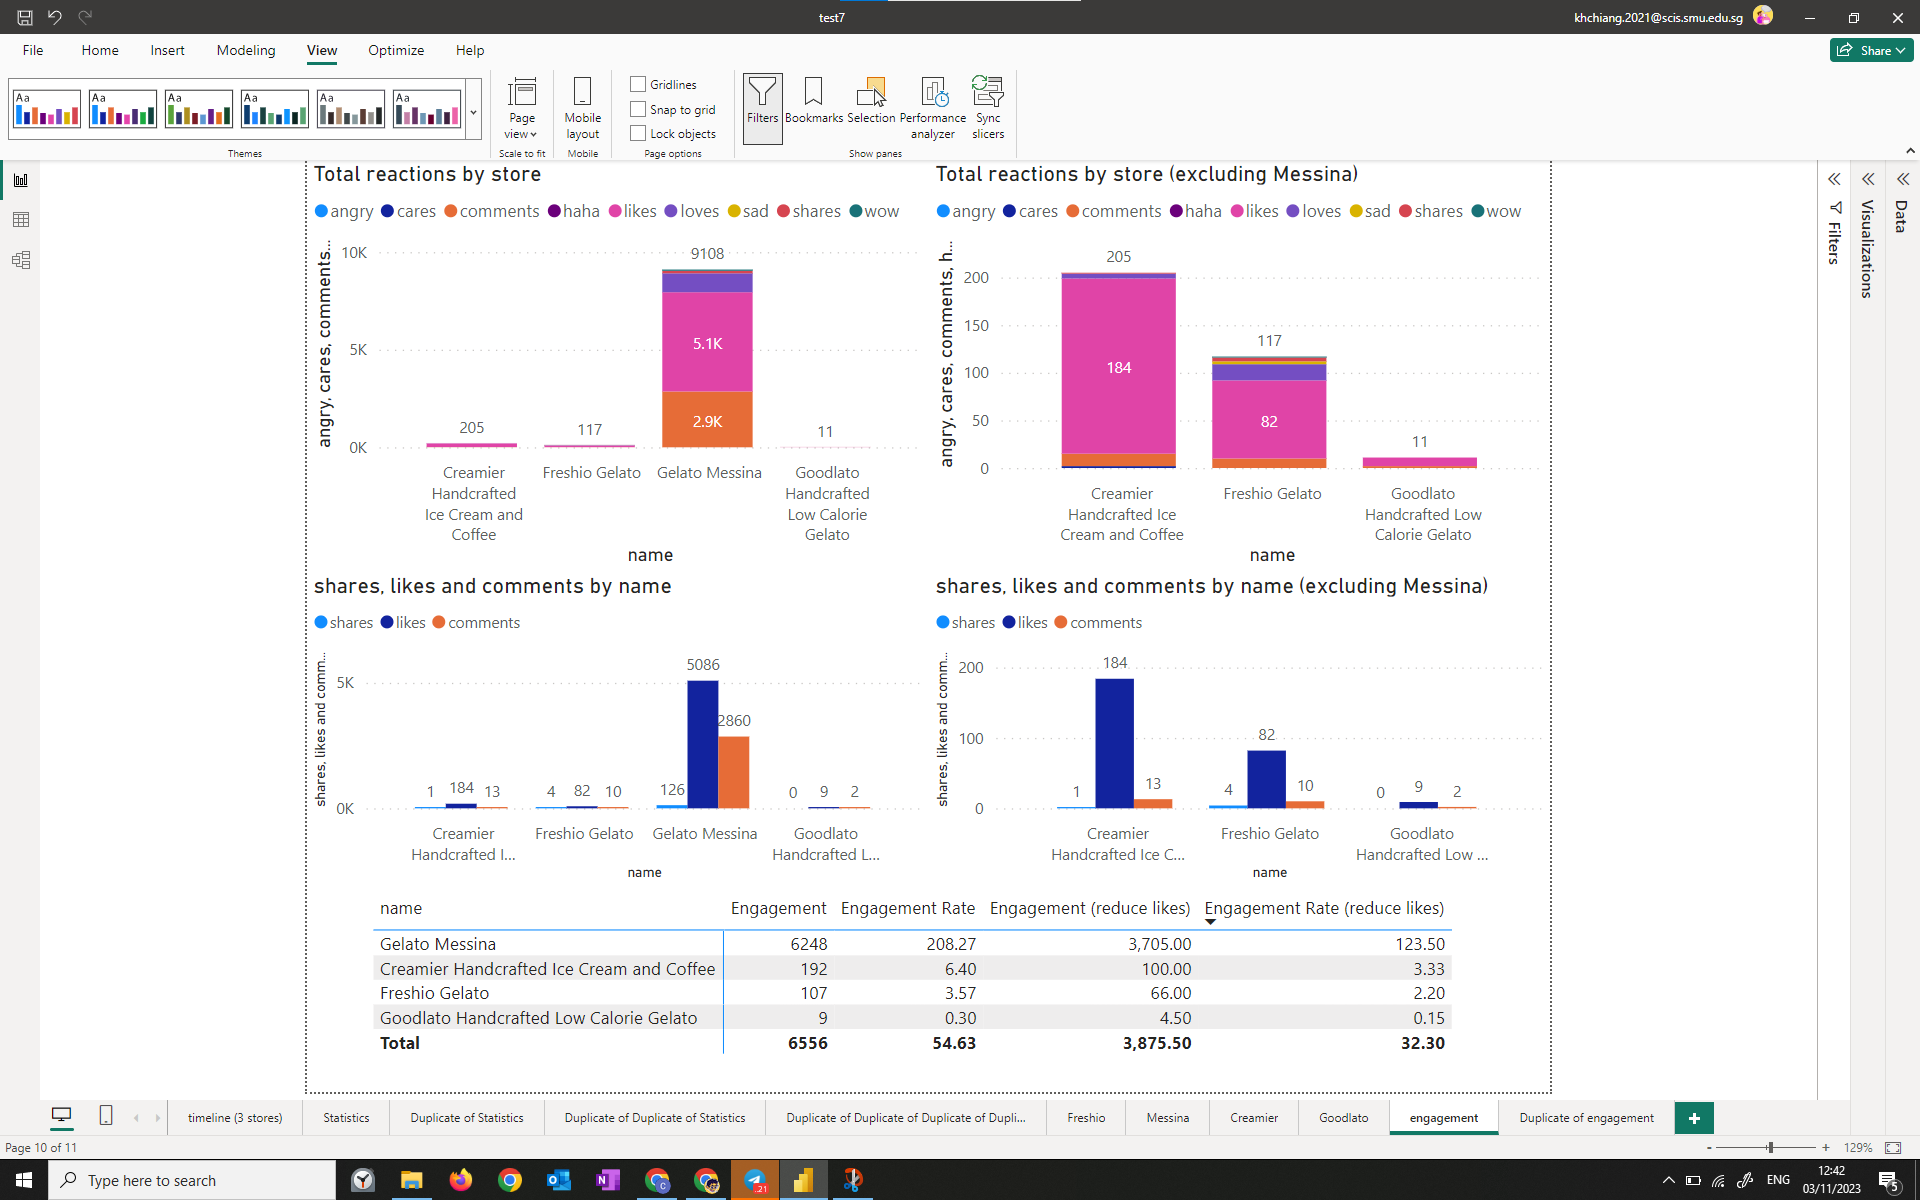 test7
khchiang.2021@scis.smu.edu.sg
File Home Insert Modeling View Optimize Help
Share
Aa Aa Aa Aa Aa Aa
Page view
Mobile layout
Gridlines
Snap to grid
Lock objects
Filters Bookmarks Selection Performance analyzer Sync slicers
Themes Scale to fit Mobile Page options Show panes
Total reactions by store
angry cares comments haha likes loves sad shares wow
angry, cares, comments...
10K
5K
0K
205
117
9108
5.1K
2.9K
11
Creamier Handcrafted Ice Cream and Coffee
Freshio Gelato
Gelato Messina
Goodlato Handcrafted Low Calorie Gelato
name
Total reactions by store (excluding Messina)
angry cares comments haha likes loves sad shares wow
angry, cares, comments, h...
200
150
100
50
0
205
184
117
82
11
Creamier Handcrafted Ice Cream and Coffee
Freshio Gelato
Goodlato Handcrafted Low Calorie Gelato
name
shares, likes and comments by name
shares likes comments
shares, likes and comm...
5K
0K
1 184 13
4 82 10
126 5086 2860
0 9 2
Creamier Handcrafted I...
Freshio Gelato
Gelato Messina
Goodlato Handcrafted L...
name
shares, likes and comments by name (excluding Messina)
shares likes comments
shares, likes and comm...
200
100
0
1 184 13
4 82 10
0 9 2
Creamier Handcrafted Ice C...
Freshio Gelato
Goodlato Handcrafted Low ...
name
name Engagement Engagement Rate Engagement (reduce likes) Engagement Rate (reduce likes)
Gelato Messina 6248 208.27 3,705.00 123.50
Creamier Handcrafted Ice Cream and Coffee 192 6.40 100.00 3.33
Freshio Gelato 107 3.57 66.00 2.20
Goodlato Handcrafted Low Calorie Gelato 9 0.30 4.50 0.15
Total 6556 54.63 3,875.50 32.30
Filters
Visualizations
Data
timeline (3 stores) Statistics Duplicate of Statistics Duplicate of Duplicate of Statistics Duplicate of Duplicate of Duplicate of Dupli... Freshio Messina Creamier Goodlato engagement Duplicate of engagement +
Page 10 of 11
- + 129%
Type here to search
21
ENG
12:42
03/11/2023
5